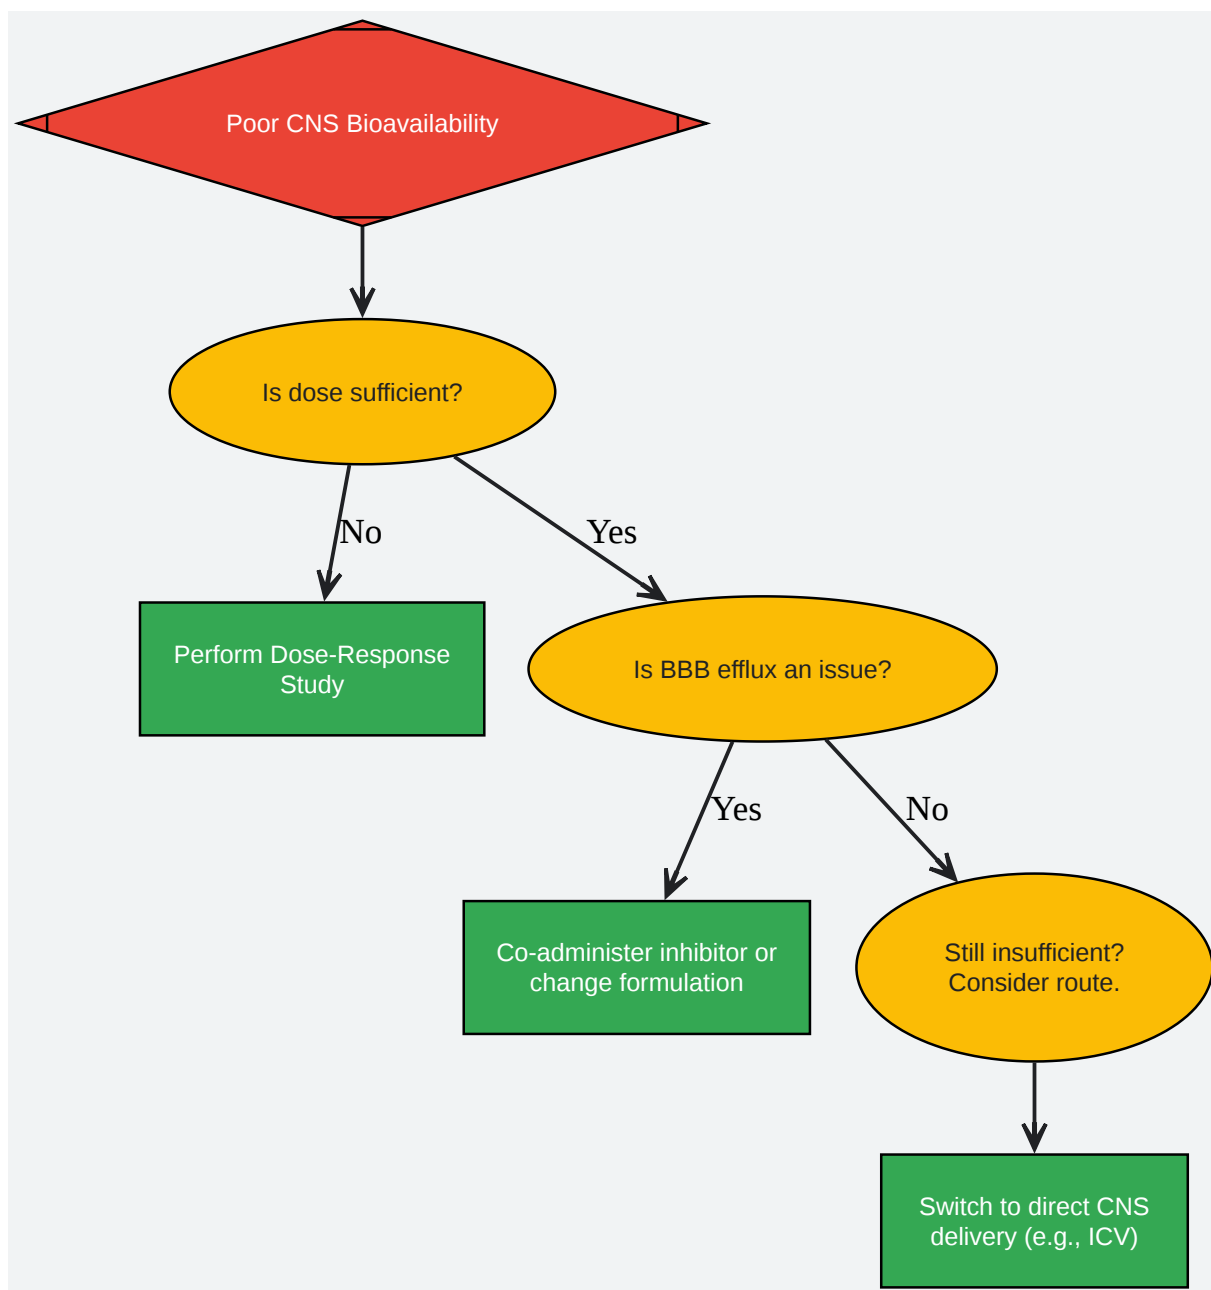 Poor CNS Bioavailability
Is dose sufficient?
No
Yes
Perform Dose-Response
Study
Is BBB efflux an issue?
Yes
No
Co-administer inhibitor or
change formulation
Still insufficient?
Consider route.
Switch to direct CNS
delivery (e.g., ICV)